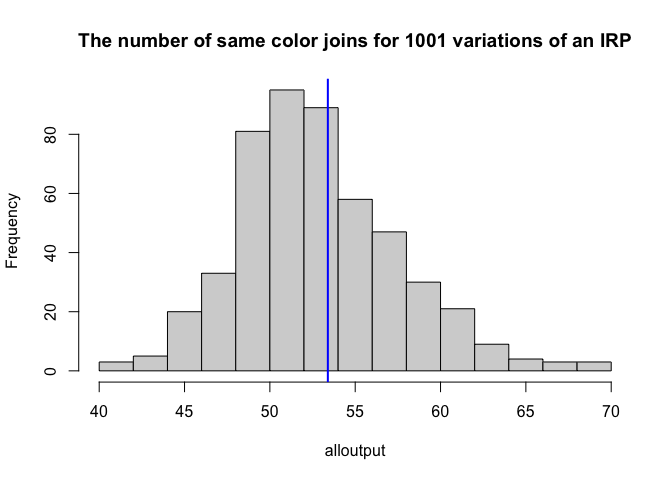 The number of same color joins for 1001 variations of an IRP
Frequency
80
60
40
20
0
40 45 50 55 60 65 70
alloutput